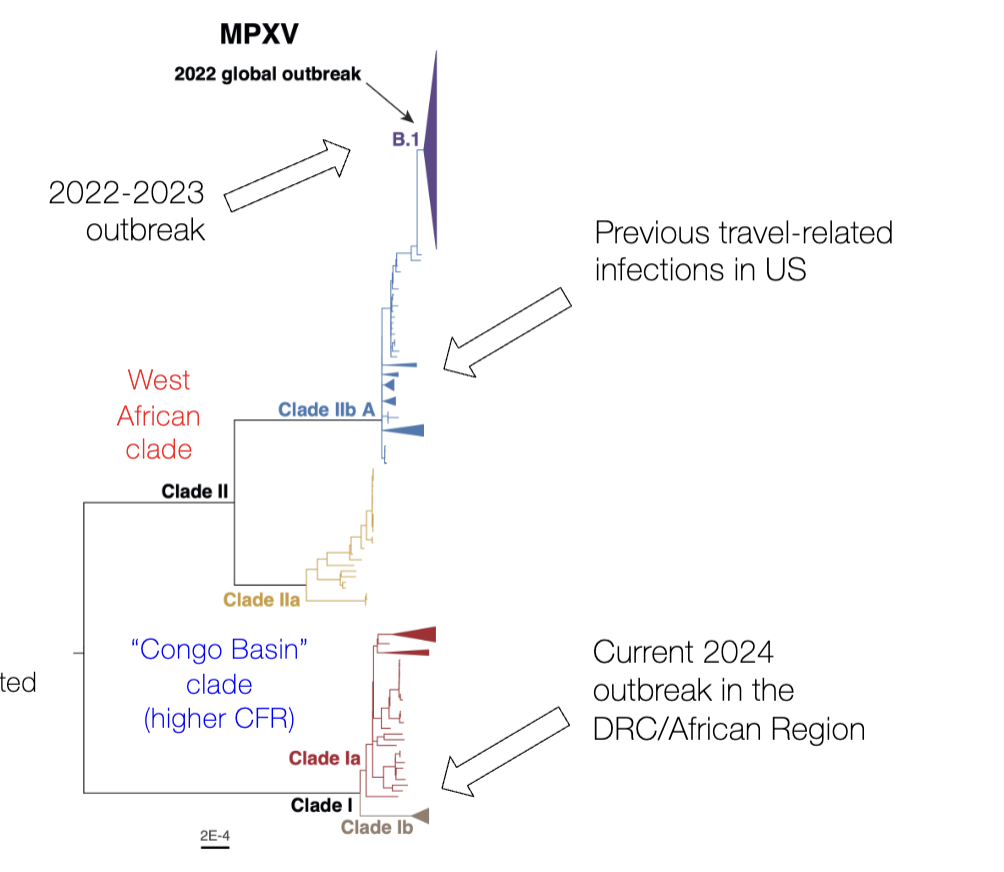 MPXV
2022 global outbreak
B.1
2022-2023
outbreak
Previous travel-related
infections in US
West
African
clade
Clade IIb A
Clade II
Clade IIa
“Congo Basin”
clade
(higher CFR)
ted
Current 2024
outbreak in the
DRC/African Region
Clade Ia
Clade I
Clade Ib
2E-4